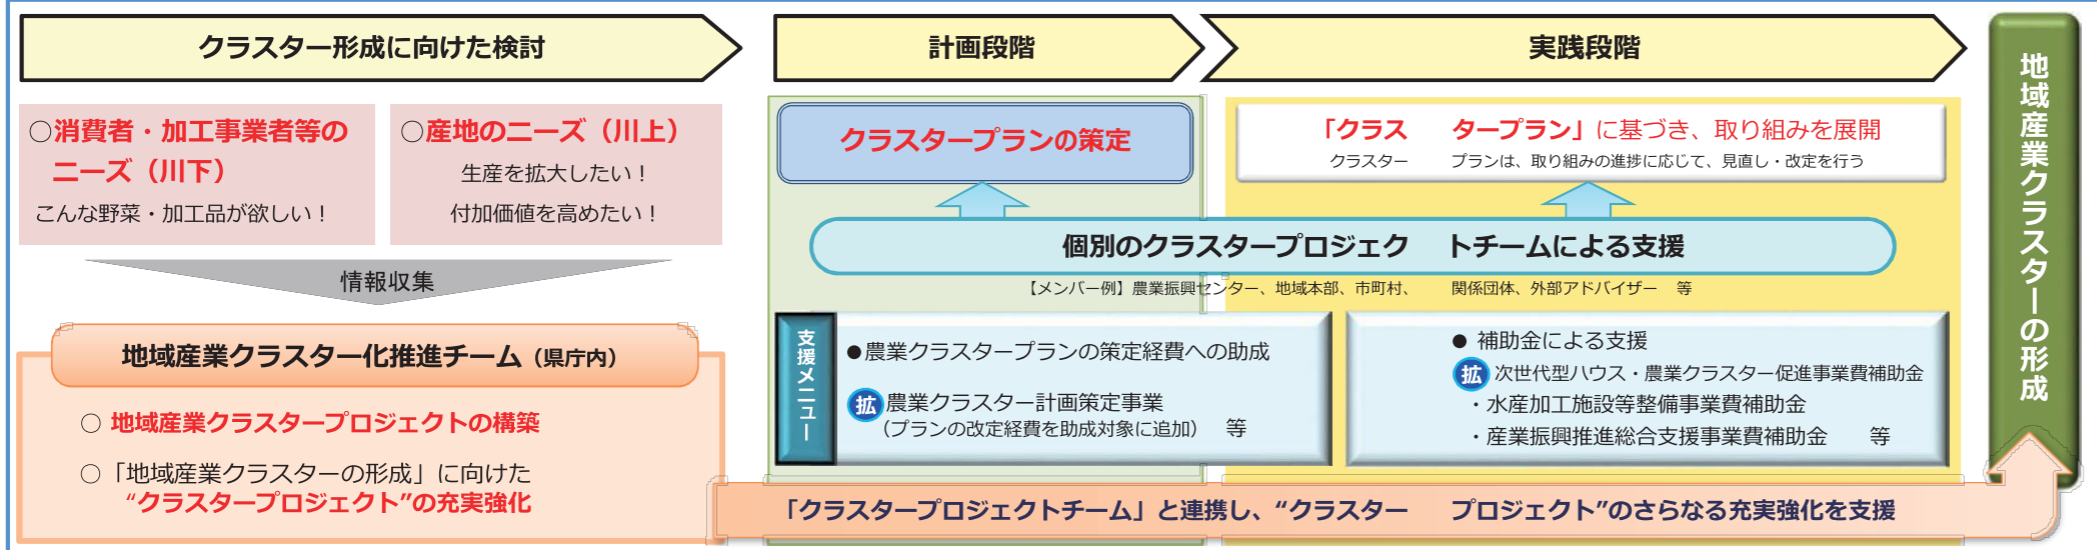 クラスター形成に向けた検討
計画段階
実践段階
○消費者・加工事業者等の
ニーズ（川下）
こんな野菜・加工品が欲しい！
○産地のニーズ（川上）
生産を拡大したい！
付加価値を高めたい！
情報収集
地域産業クラスター化推進チーム（県庁内）
○ 地域産業クラスタープロジェクトの構築
○「地域産業クラスターの形成」に向けた
“クラスタープロジェクト”の充実強化
クラスタープランの策定
「クラス　タープラン」に基づき、取り組みを展開
クラスター　プランは、取り組みの進捗に応じて、見直し・改定を行う
個別のクラスタープロジェク　トチームによる支援
【メンバー例】農業振興センター、地域本部、市町村、　関係団体、外部アドバイザー　等
支援メニュー
●農業クラスタープランの策定経費への助成
拡 農業クラスター計画策定事業
（プランの改定経費を助成対象に追加）　等
● 補助金による支援
拡 次世代型ハウス・農業クラスター促進事業費補助金
・水産加工施設等整備事業費補助金
・産業振興推進総合支援事業費補助金　等
「クラスタープロジェクトチーム」と連携し、“クラスター　プロジェクト”のさらなる充実強化を支援
地域産業クラスターの形成